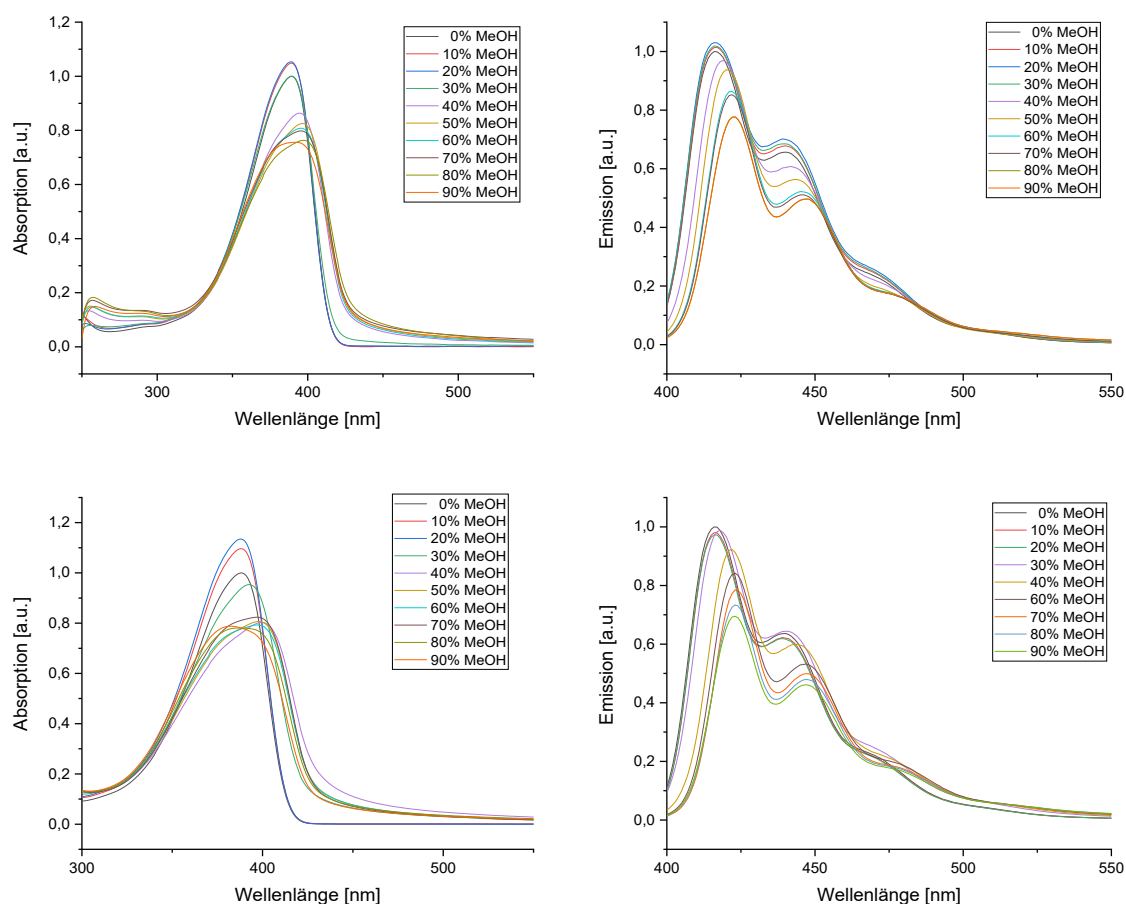 1,2
1,0
0,8
0,6
0,4
0,2
0,0
Absorption [a.u.]
300 400 500
Wellenlänge [nm]
0% MeOH
10% MeOH
20% MeOH
30% MeOH
40% MeOH
50% MeOH
60% MeOH
70% MeOH
80% MeOH
90% MeOH
1,0
0,8
0,6
0,4
0,2
0,0
Emission [a.u.]
400 450 500 550
Wellenlänge [nm]
0% MeOH
10% MeOH
20% MeOH
30% MeOH
40% MeOH
50% MeOH
60% MeOH
70% MeOH
80% MeOH
90% MeOH
1,2
1,0
0,8
0,6
0,4
0,2
0,0
Absorption [a.u.]
300 400 500
Wellenlänge [nm]
0% MeOH
10% MeOH
20% MeOH
30% MeOH
40% MeOH
50% MeOH
60% MeOH
70% MeOH
80% MeOH
90% MeOH
1,0
0,8
0,6
0,4
0,2
0,0
Emission [a.u.]
400 450 500 550
Wellenlänge [nm]
0% MeOH
10% MeOH
20% MeOH
30% MeOH
40% MeOH
60% MeOH
70% MeOH
80% MeOH
90% MeOH